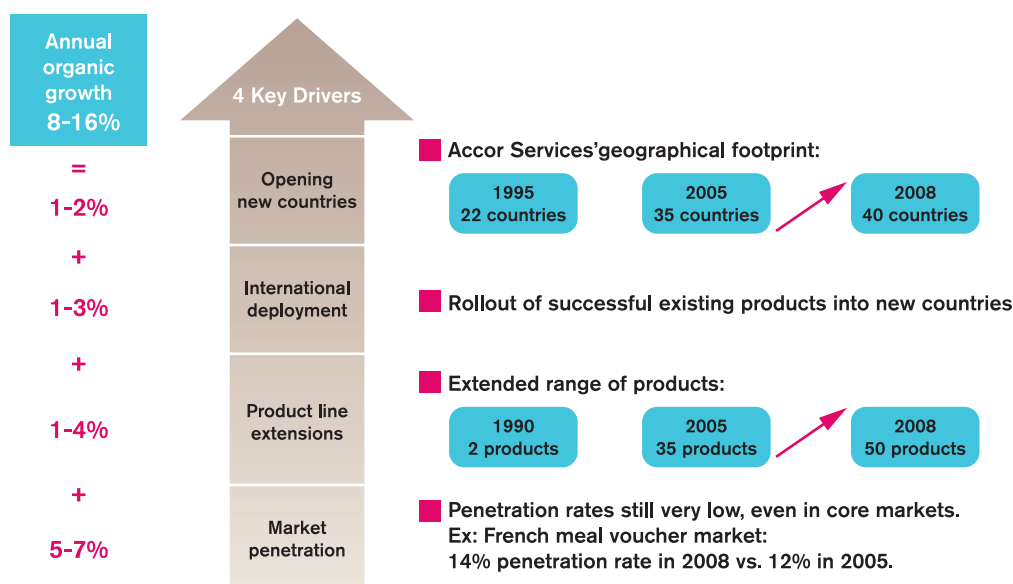 Annual
organic
growth
8-16%
=
1-2%
+
1-3%
+
1-4%
+
5-7%
4 Key Drivers
Opening
new countries
International
deployment
Product line
extensions
Market
penetration
Accor Services'geographical footprint:
1995
22 countries
2005
35 countries
2008
40 countries
Rollout of successful existing products into new countries
Extended range of products:
1990
2 products
2005
35 products
2008
50 products
Penetration rates still very low, even in core markets.
Ex: French meal voucher market:
14% penetration rate in 2008 vs. 12% in 2005.